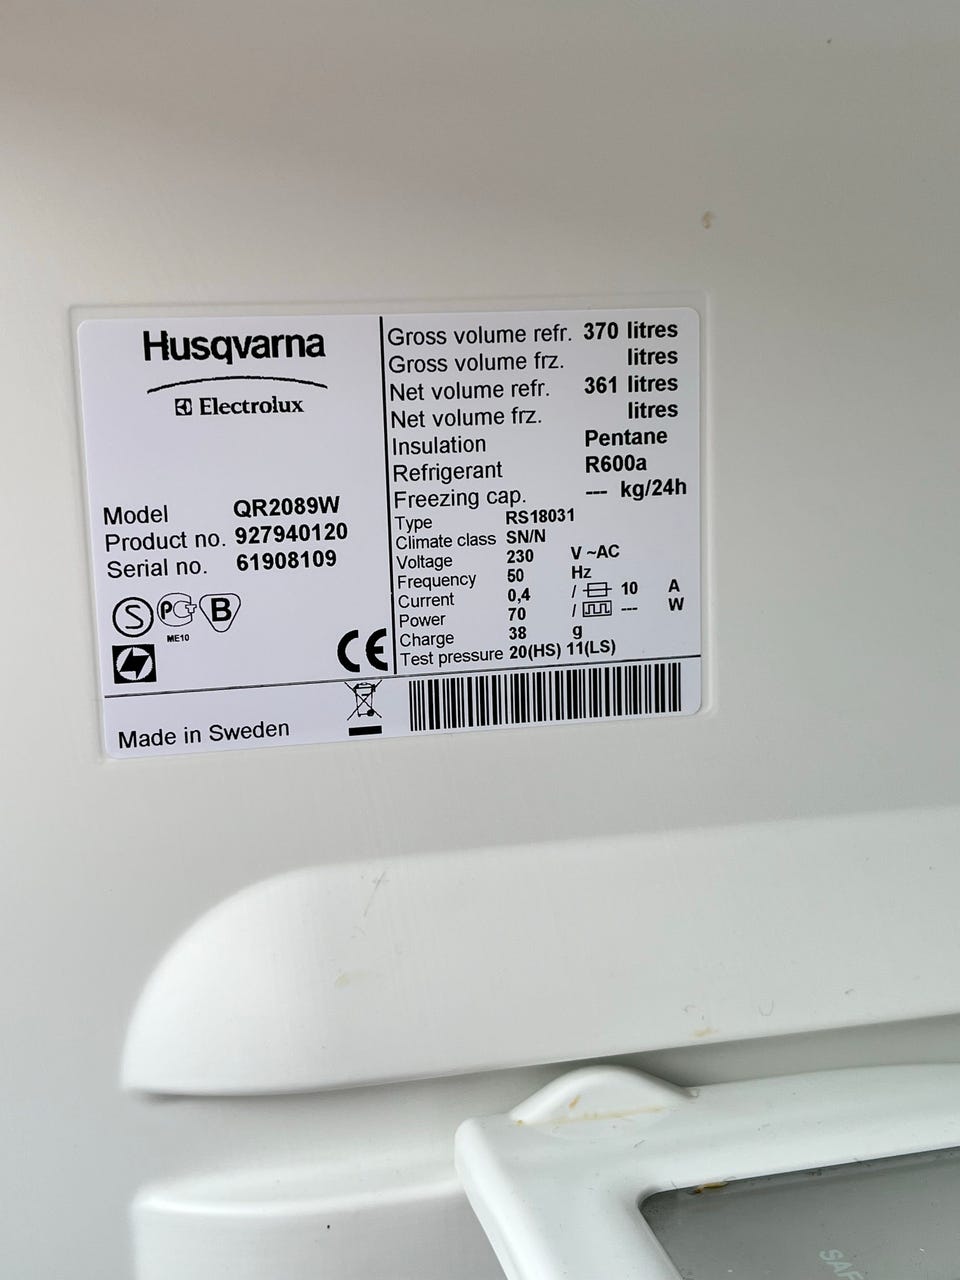 Husqvarna
Electrolux
Model QR2089W
Product no. 927940120
Serial no. 61908109
S
PCT
B
ME10
CE
Made in Sweden
Gross volume refr. 370 litres
Gross volume frz. litres
Net volume refr. 361 litres
Net volume frz. litres
Insulation Pentane
Refrigerant R600a
Freezing cap. --- kg/24h
Type RS18031
Climate class SN/N
Voltage 230 V ~AC
Frequency 50 Hz
Current 0,4 / 10 A
Power 70 / --- W
Charge 38 g
Test pressure 20(HS) 11(LS)